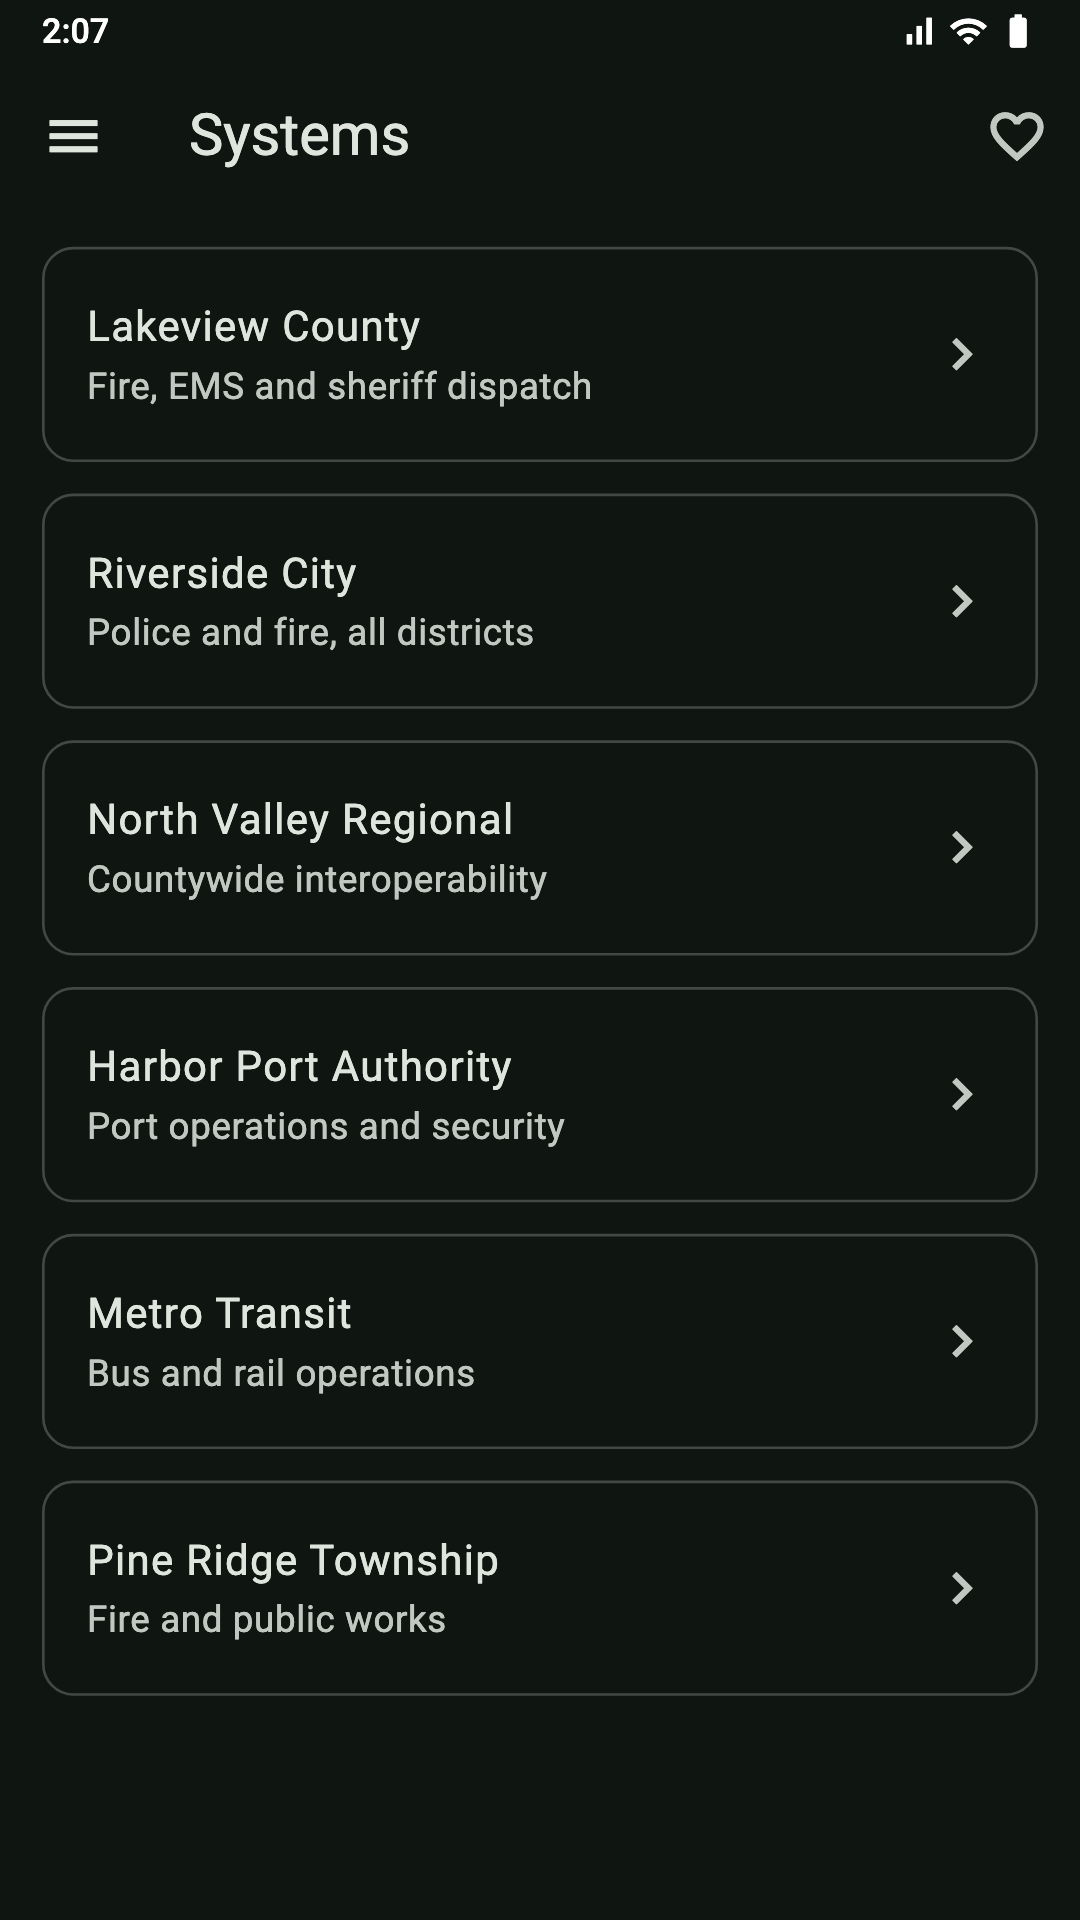 2:07
Systems
Lakeview County
Fire, EMS and sheriff dispatch
Riverside City
Police and fire, all districts
North Valley Regional
Countywide interoperability
Harbor Port Authority
Port operations and security
Metro Transit
Bus and rail operations
Pine Ridge Township
Fire and public works